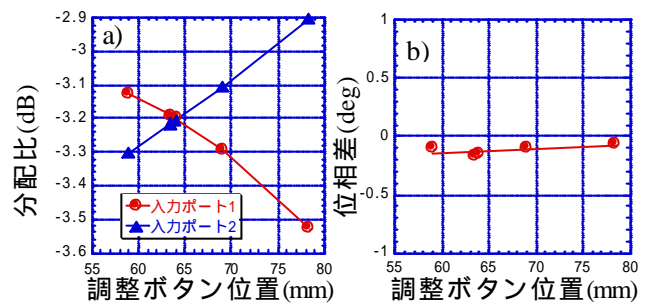 a)
分配比(dB)
-2.9
-3
-3.1
-3.2
-3.3
-3.4
-3.5
-3.6
入力ポート1
入力ポート2
55 60 65 70 75 80
調整ボタン位置(mm)
b)
位相差(deg)
1
0.5
0
-0.5
-1
55 60 65 70 75 80
調整ボタン位置(mm)